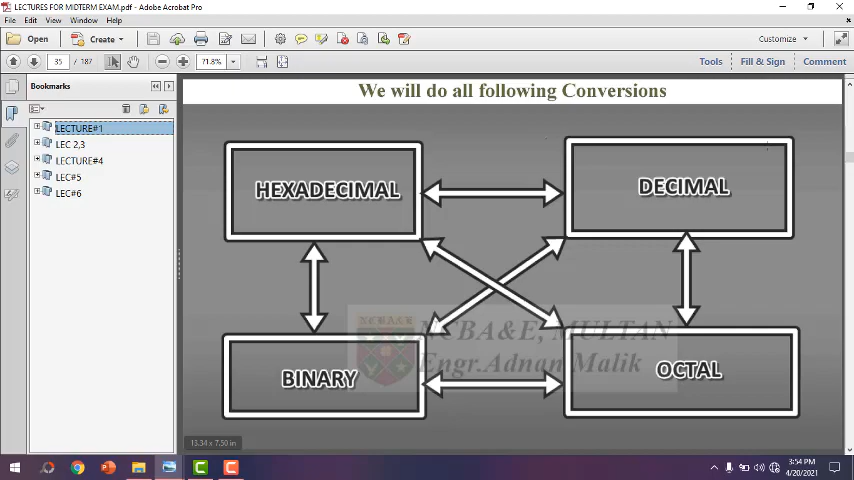 LECTURES FOR MIDTERM EXAM.pdf - Adobe Acrobat Pro
File Edit View Window Help
Open Create Customize
35 / 187 71.8% Tools Fill & Sign Comment
Bookmarks
LECTURE#1
LEC 2,3
LECTURE#4
LEC#5
LEC#6
We will do all following Conversions
HEXADECIMAL
DECIMAL
NCBA&E, MULTAN
Engr.Adnan Malik
BINARY
OCTAL
13.34 x 7.50 in
3:54 PM
4/20/2021